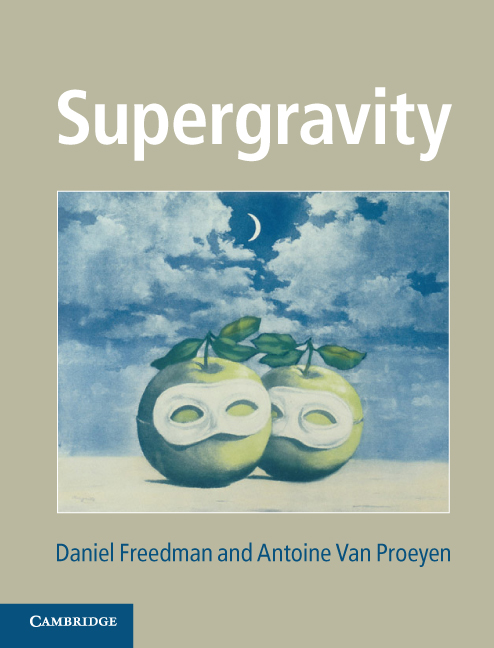 Supergravity
Daniel Freedman and Antoine Van Proeyen
CAMBRIDGE